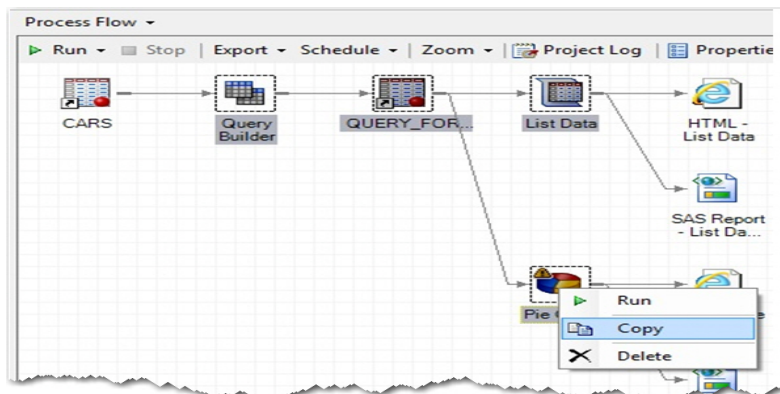 Process Flow
Run Stop Export Schedule Zoom Project Log Propertie
CARS
Query
Builder
QUERY_FOR...
List Data
HTML -
List Data
SAS Report
- List Da...
Pie
e
Run
Copy
Delete